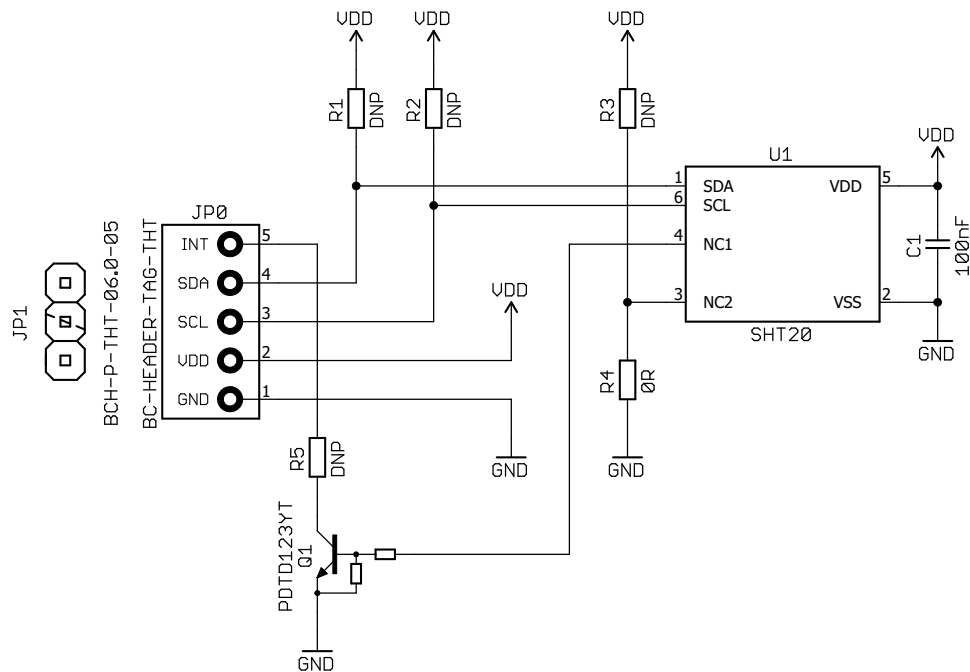 VDD
VDD
VDD
R1
DNP
R2
DNP
R3
DNP
U1
VDD
1
SDA
VDD
5
6
SCL
4
NC1
3
NC2
VSS
2
SHT20
C1
100nF
GND
JP0
INT
5
SDA
4
SCL
3
VDD
2
GND
1
BC-HEADER-TAG-THT
BCH-P-THT-06.0-05
JP1
VDD
GND
R4
0R
GND
R5
DNP
PDTD123YT
Q1
GND